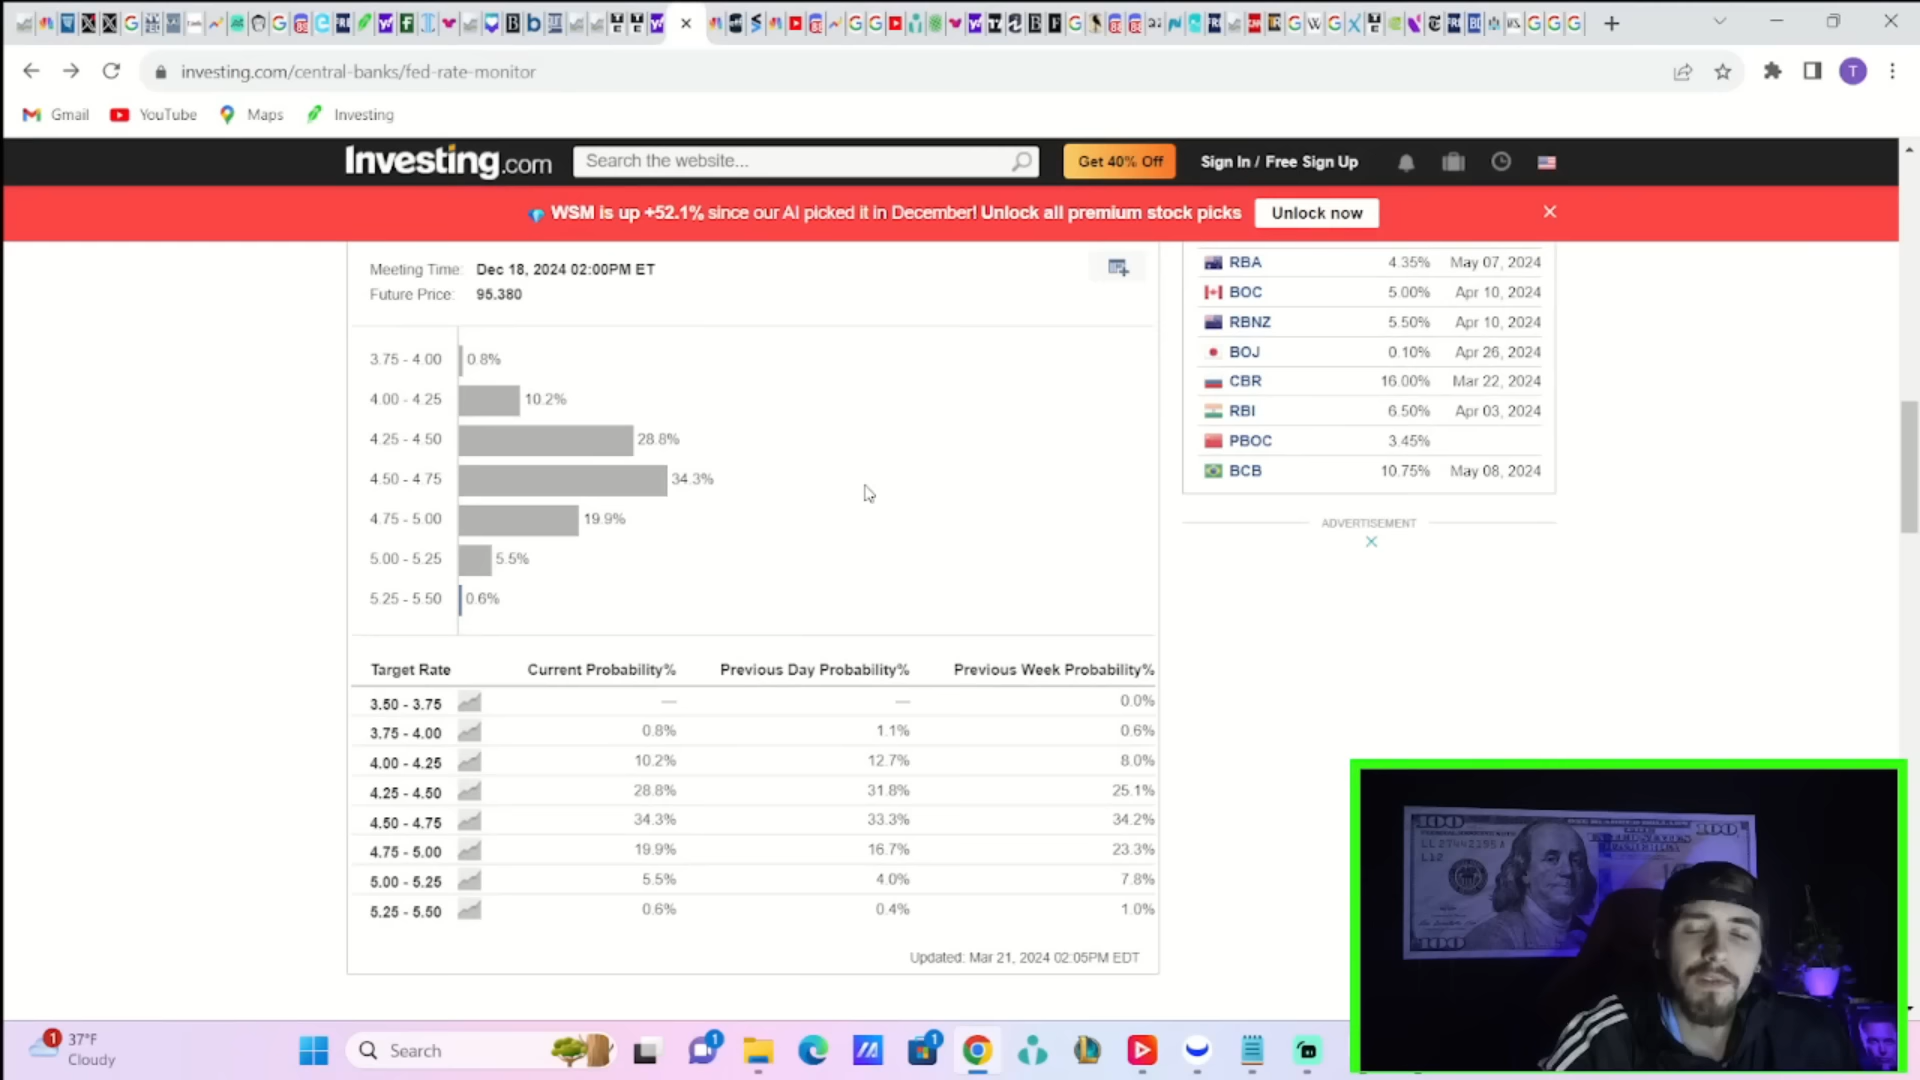 investing.com/central-banks/fed-rate-monitor
T
Gmail YouTube Maps Investing
Investing.com Search the website... Get 40% Off Sign In / Free Sign Up
WSM is up +52.1% since our AI picked it in December! Unlock all premium stock picks Unlock now
Meeting Time: Dec 18, 2024 02:00PM ET
Future Price: 95.380
3.75 - 4.00 0.8%
4.00 - 4.25 10.2%
4.25 - 4.50 28.8%
4.50 - 4.75 34.3%
4.75 - 5.00 19.9%
5.00 - 5.25 5.5%
5.25 - 5.50 0.6%
Target Rate Current Probability% Previous Day Probability% Previous Week Probability%
3.50 - 3.75 — — 0.0%
3.75 - 4.00 0.8% 1.1% 0.6%
4.00 - 4.25 10.2% 12.7% 8.0%
4.25 - 4.50 28.8% 31.8% 25.1%
4.50 - 4.75 34.3% 33.3% 34.2%
4.75 - 5.00 19.9% 16.7% 23.3%
5.00 - 5.25 5.5% 4.0% 7.8%
5.25 - 5.50 0.6% 0.4% 1.0%
Updated: Mar 21, 2024 02:05PM EDT
RBA 4.35% May 07, 2024
BOC 5.00% Apr 10, 2024
RBNZ 5.50% Apr 10, 2024
BOJ 0.10% Apr 26, 2024
CBR 16.00% Mar 22, 2024
RBI 6.50% Apr 03, 2024
PBOC 3.45%
BCB 10.75% May 08, 2024
ADVERTISEMENT
100 100
100
1 37°F
Cloudy
Search
1
1